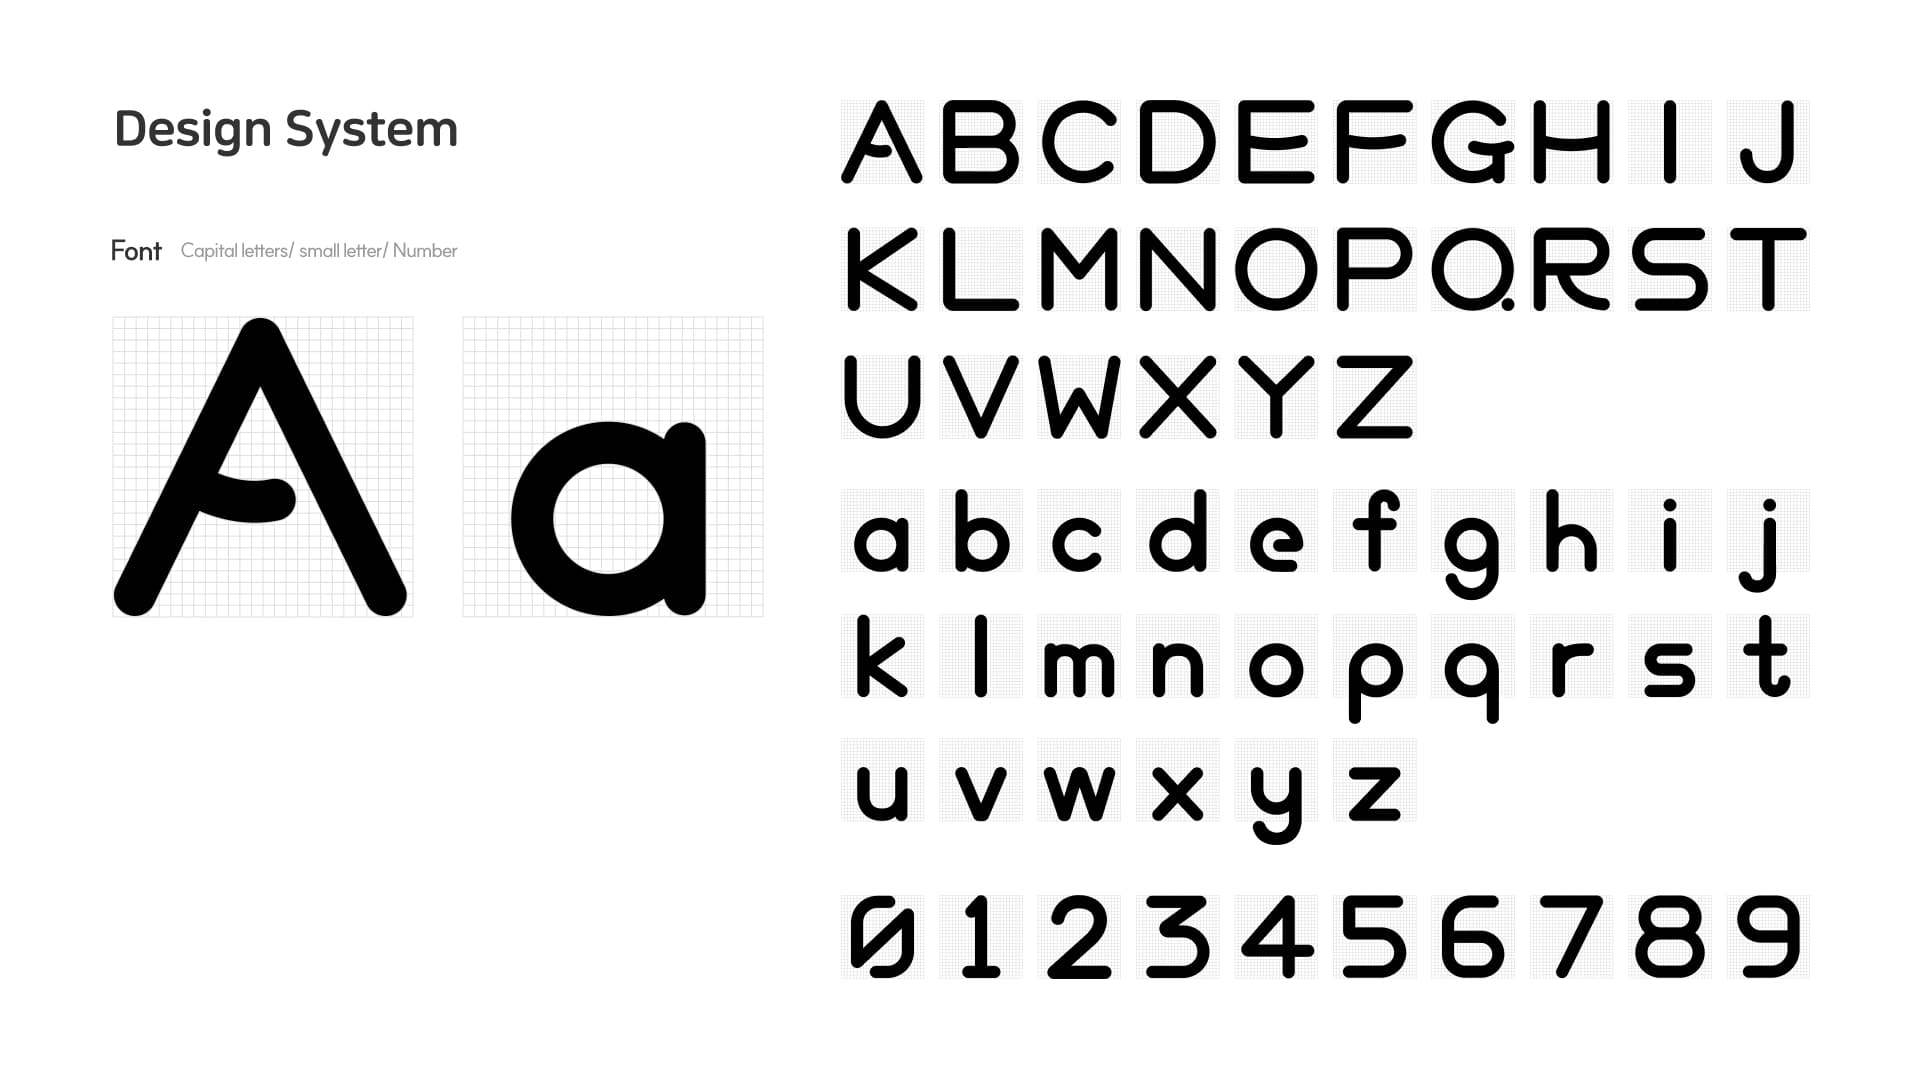 Design System
Font Capital letters/ small letter/ Number
A a
A B C D E F G H I J
K L M N O P Q R S T
U V W X Y Z
a b c d e f g h i j
k l m n o p q r s t
u v w x y z
0 1 2 3 4 5 6 7 8 9